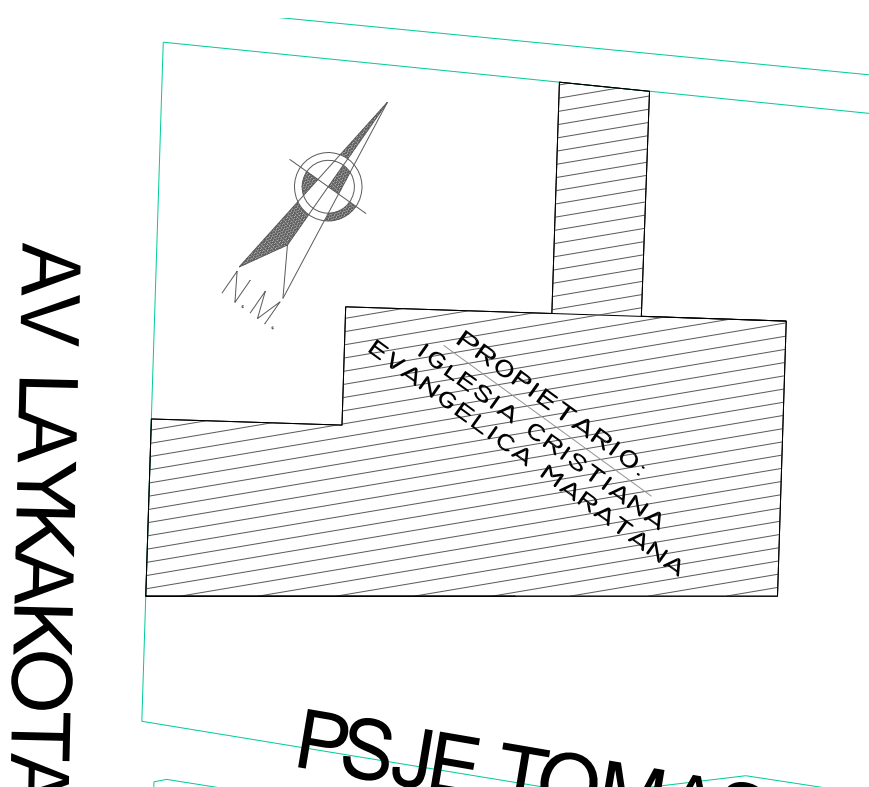 AV LAYKAKOTA
N.M.
PROPIETARIO:
IGLESIA CRISTIANA
EVANGELICA MARATANA
PSJE TOMAS